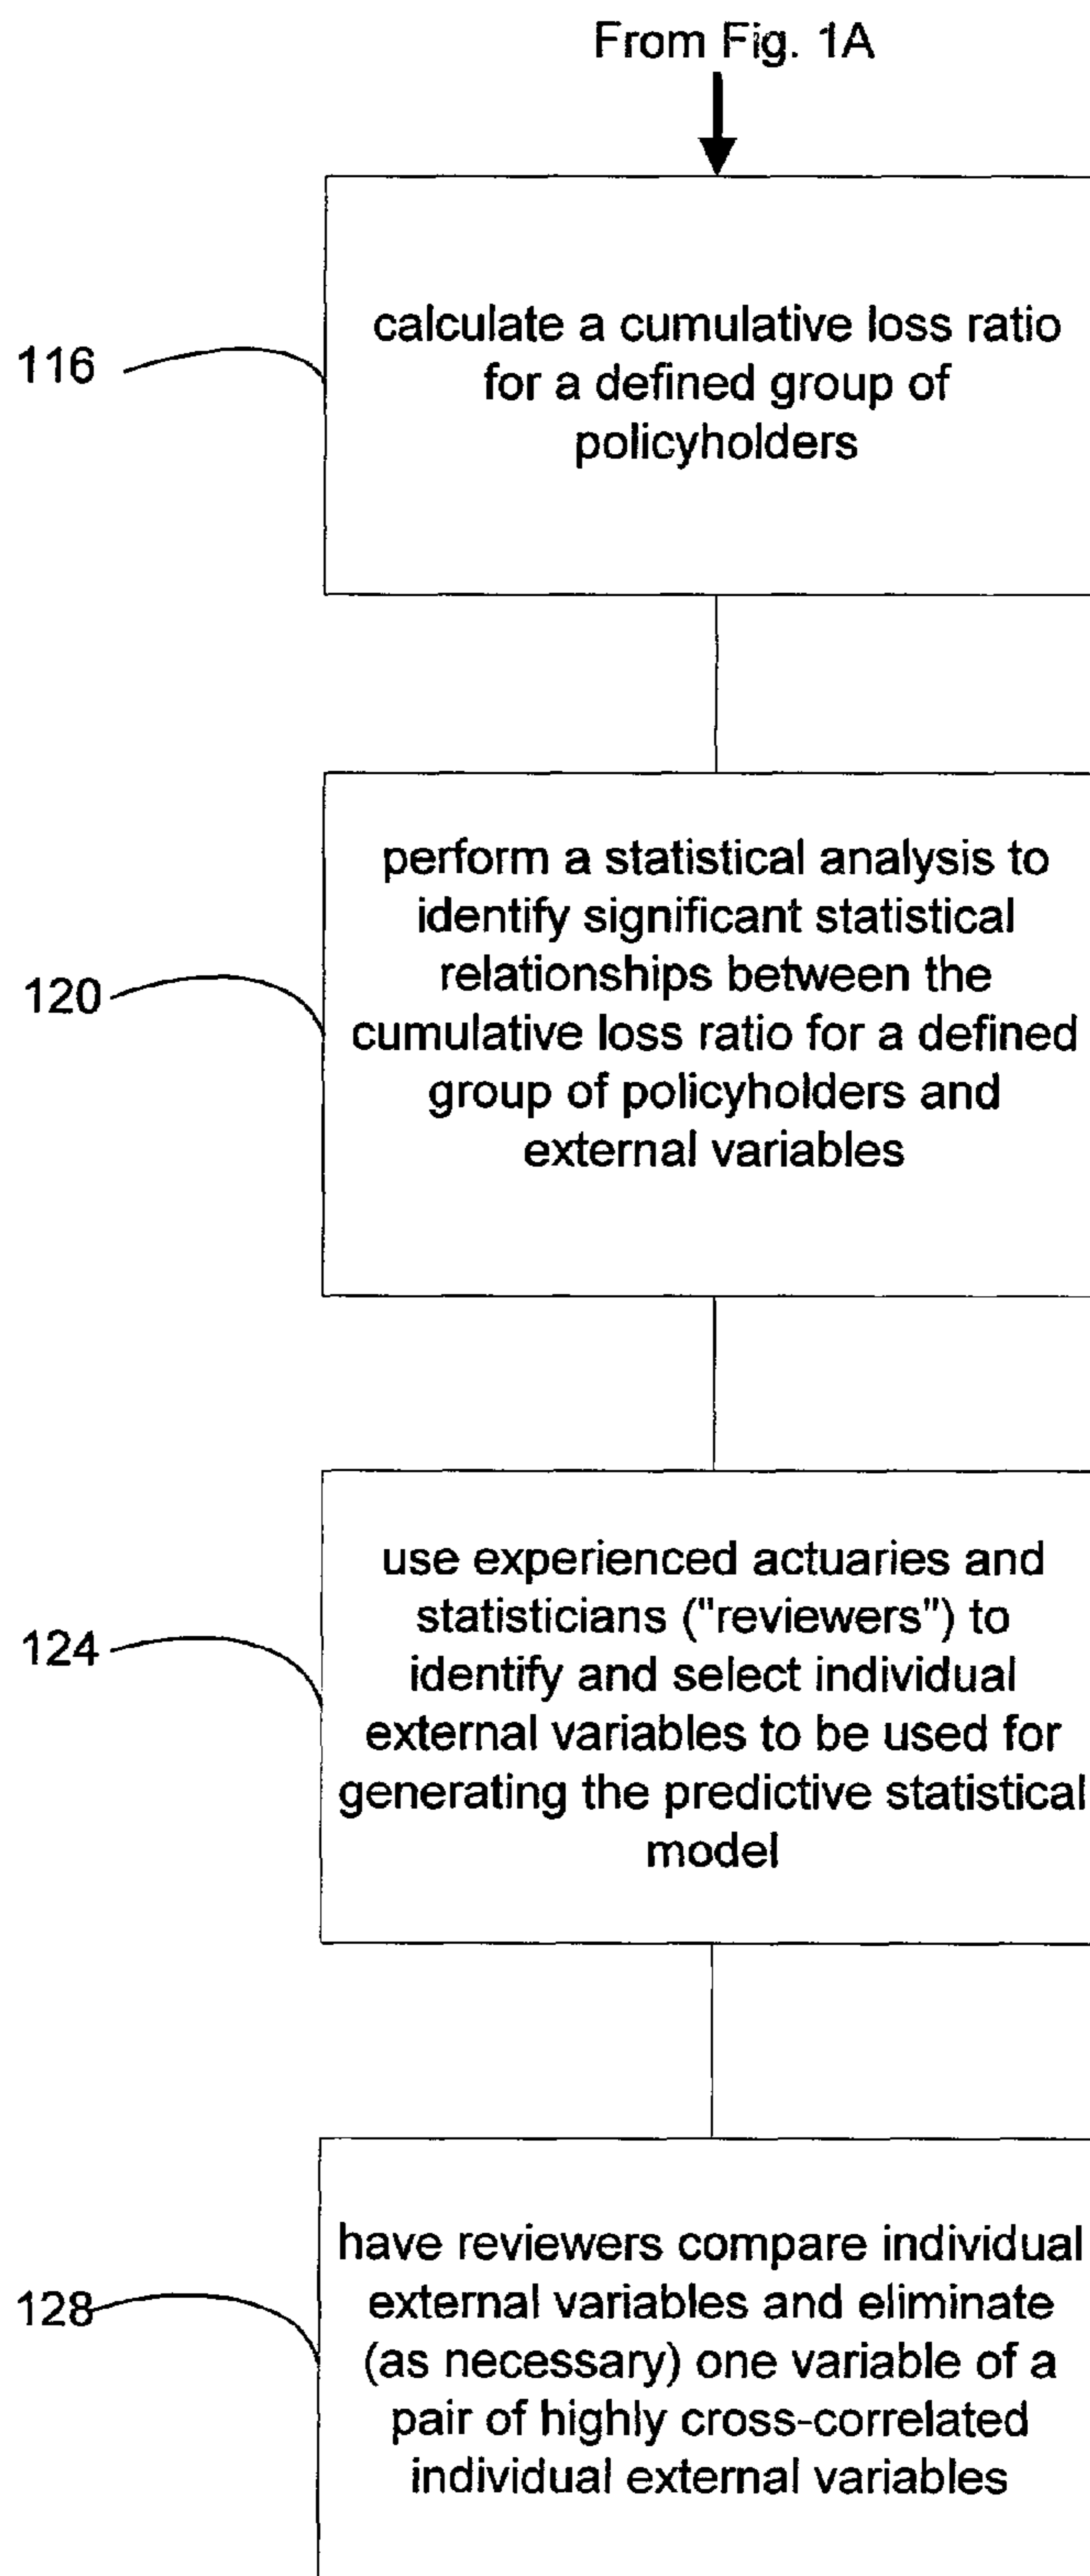 From Fig. 1A
116
calculate a cumulative loss ratio
for a defined group of
policyholders
120
perform a statistical analysis to
identify significant statistical
relationships between the
cumulative loss ratio for a defined
group of policyholders and
external variables
124
use experienced actuaries and
statisticians ("reviewers") to
identify and select individual
external variables to be used for
generating the predictive statistical
model
128
have reviewers compare individual
external variables and eliminate
(as necessary) one variable of a
pair of highly cross-correlated
individual external variables